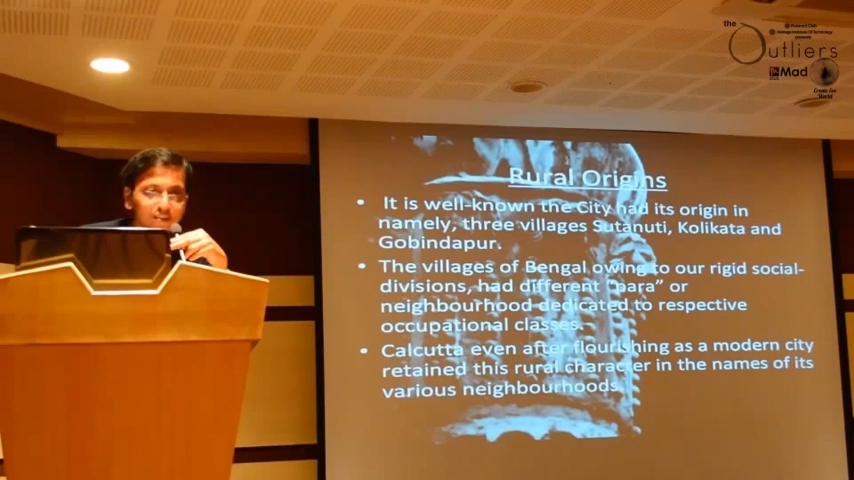 the
Outliers
Mad
Rural Origins
• It is well-known the City had its origin in
namely, three villages Sutanuti, Kolikata and
Gobindapur.
• The villages of Bengal owing to our rigid social-
divisions, had different "para" or
neighbourhood dedicated to respective
occupational classes.
• Calcutta even after flourishing as a modern city
retained this rural character in the names of its
various neighbourhoods.